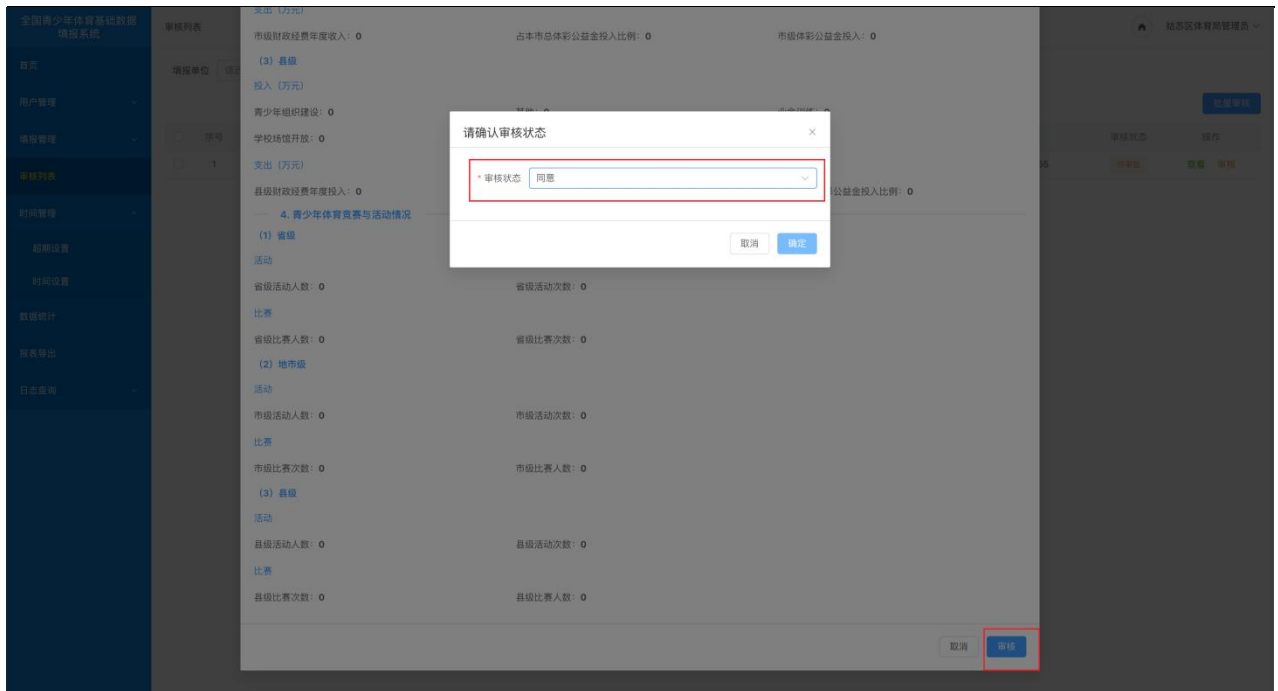 全国青少年体育基础数据
填报系统
审核列表
姑苏区体育局管理员
首页
用户管理
填报管理
审核列表
时间管理
超期设置
时间设置
数据统计
报表导出
日志查询
填报单位
批量审核
序号
审核状态
操作
1
55
查看
支出（万元）
市级财政经费年度收入：0 占本市总体彩公益金投入比例：0 市级体彩公益金投入：0
（3）县级
投入（万元）
青少年组织建设：0 其他：0 业余训练：0
学校场馆开放：0
支出（万元）
县级财政经费年度投入：0 公益金投入比例：0
4. 青少年体育竞赛与活动情况
（1）省级
活动
省级活动人数：0 省级活动次数：0
比赛
省级比赛人数：0 省级比赛次数：0
（2）地市级
活动
市级活动人数：0 市级活动次数：0
比赛
市级比赛次数：0 市级比赛人数：0
（3）县级
活动
县级活动人数：0 县级活动次数：0
比赛
县级比赛次数：0 县级比赛人数：0
取消 审核
请确认审核状态 ×
* 审核状态 同意
取消 确定